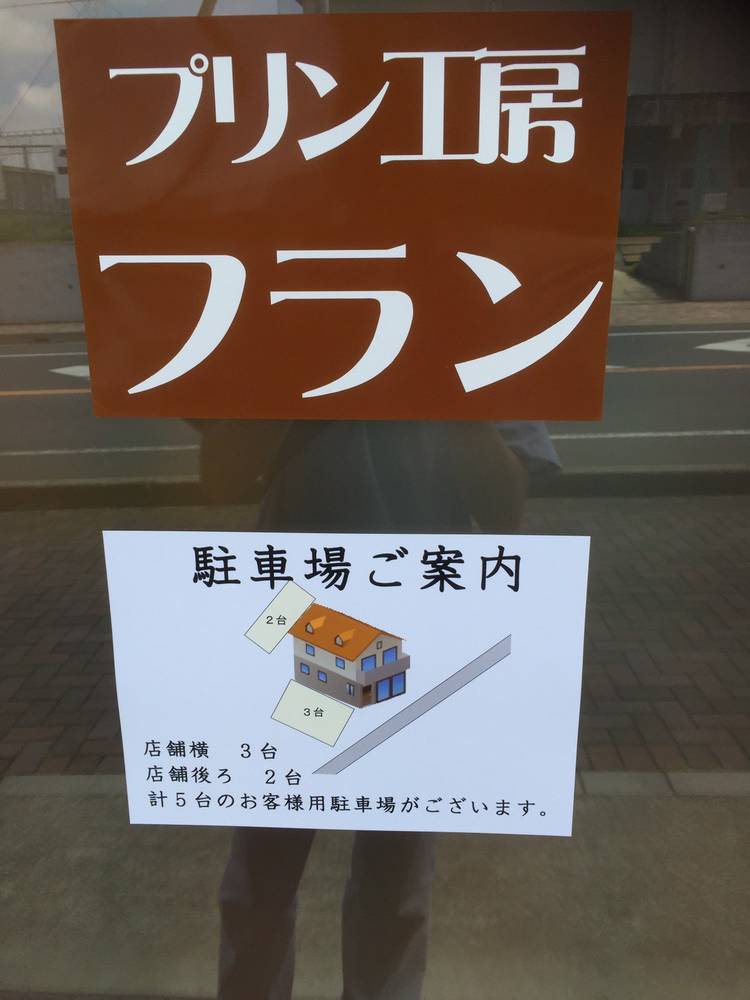 プリン工房
フラン
駐車場ご案内
2台
3台
店舗横　3台
店舗後ろ　2台
計5台のお客様用駐車場がございます。